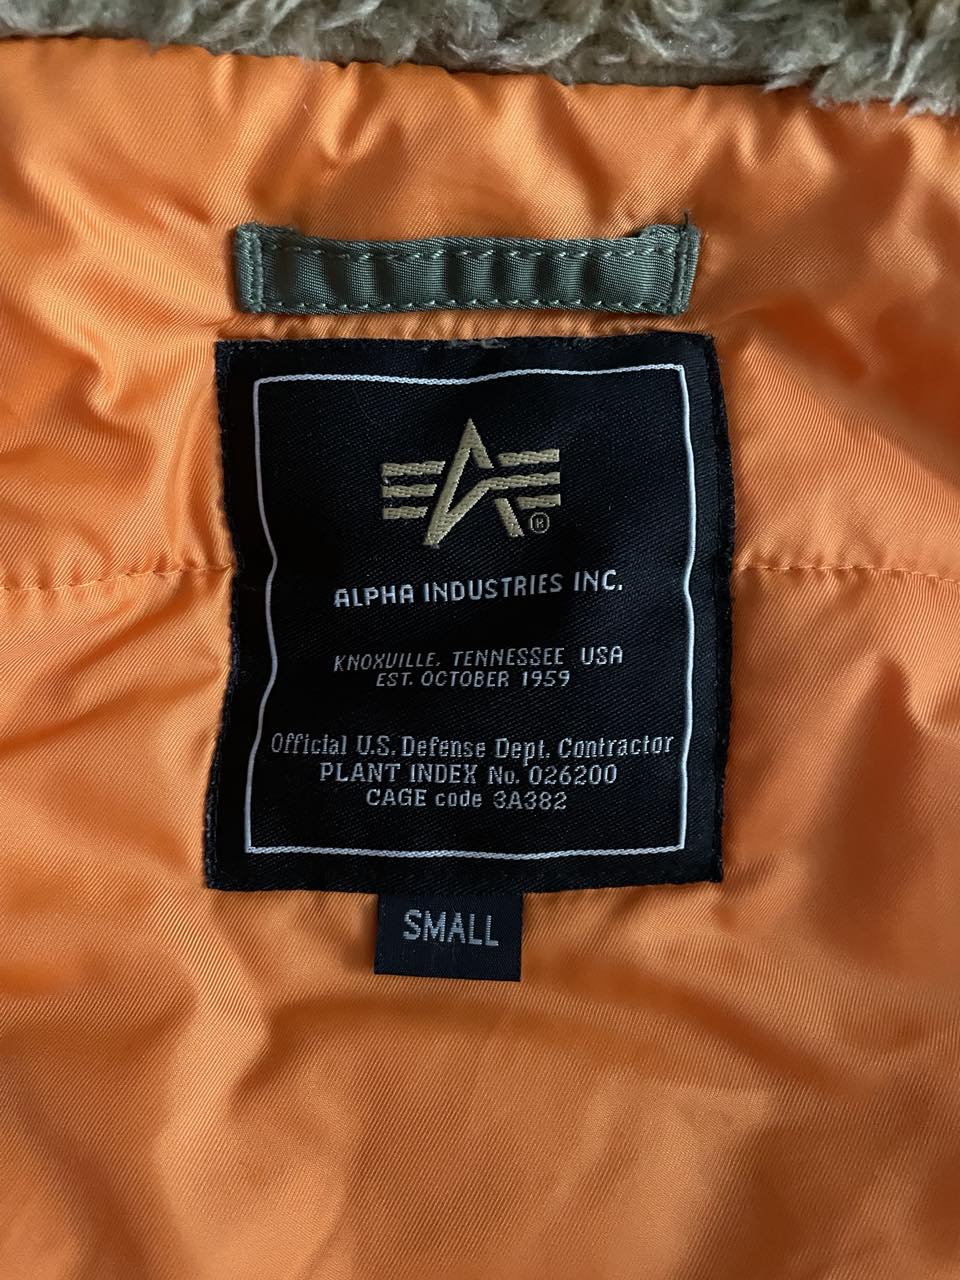 ®
ALPHA INDUSTRIES INC.
KNOXVILLE, TENNESSEE USA
EST. OCTOBER 1959
Official U.S. Defense Dept. Contractor
PLANT INDEX No. 026200
CAGE code 3A382
SMALL